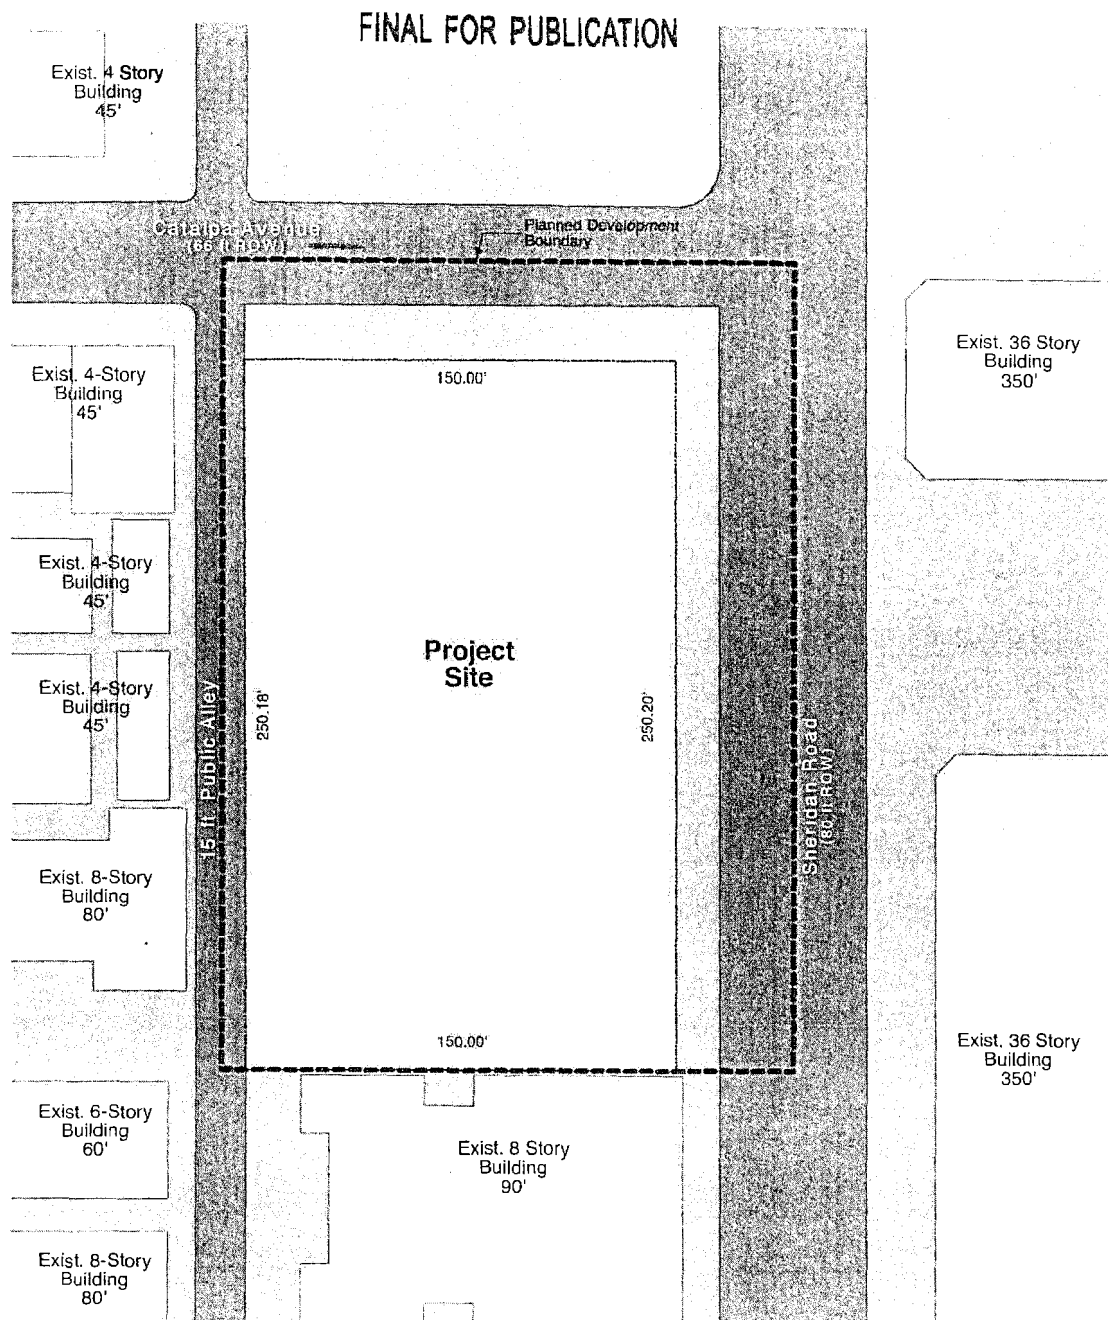 FINAL FOR PUBLICATION
Exist. 4 Story
Building
45'
Catalpa Avenue
(66 ft ROW)
Planned Development
Boundary
Exist. 36 Story
Building
350'
Exist. 4-Story
Building
45'
150.00'
Exist. 4-Story
Building
45'
Project
Site
Exist. 4-Story
Building
45'
15 ft. Public Alley
250.18'
250.20'
Sheridan Road
(80 ft ROW)
Exist. 8-Story
Building
80'
150.00'
Exist. 36 Story
Building
350'
Exist. 6-Story
Building
60'
Exist. 8 Story
Building
90'
Exist. 8-Story
Building
80'